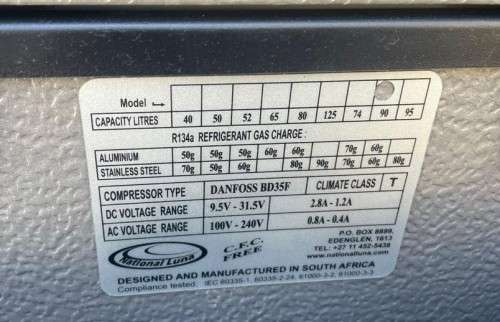 Model →
CAPACITY LITRES 40 50 52 65 80 125 74 90 95
R134a REFRIGERANT GAS CHARGE :
ALUMINIUM 50g 50g 50g 60g 60g 70g 60g
STAINLESS STEEL 70g 50g 60g 80g 90g 70g 60g 80g
COMPRESSOR TYPE DANFOSS BD35F CLIMATE CLASS T
DC VOLTAGE RANGE 9.5V - 31.5V 2.8A - 1.2A
AC VOLTAGE RANGE 100V - 240V 0.8A - 0.4A
National Luna
C.F.C.
FREE
P.O. BOX 8889,
EDENGLEN, 1613
TEL: +27 11 452-5438
www.nationalluna.com
DESIGNED AND MANUFACTURED IN SOUTH AFRICA
Compliance tested: IEC 60335-1, 60335-2-24, 61000-3-2, 61000-3-3